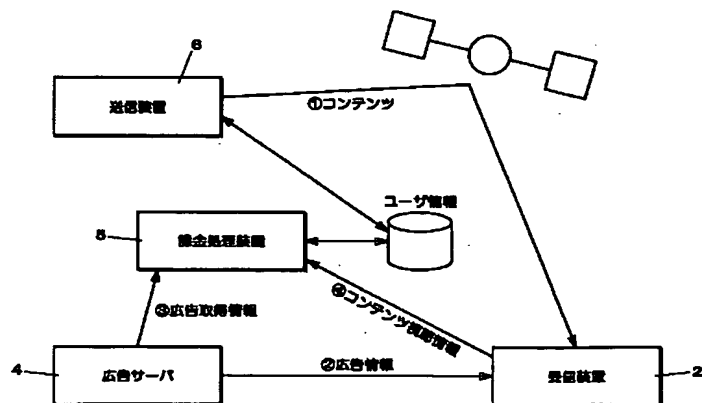 6
送信装置
①コンテンツ
ユーザ情報
5
課金処理装置
④コンテンツ視聴情報
③広告取得情報
4
広告サーバ
②広告情報
受信装置
2